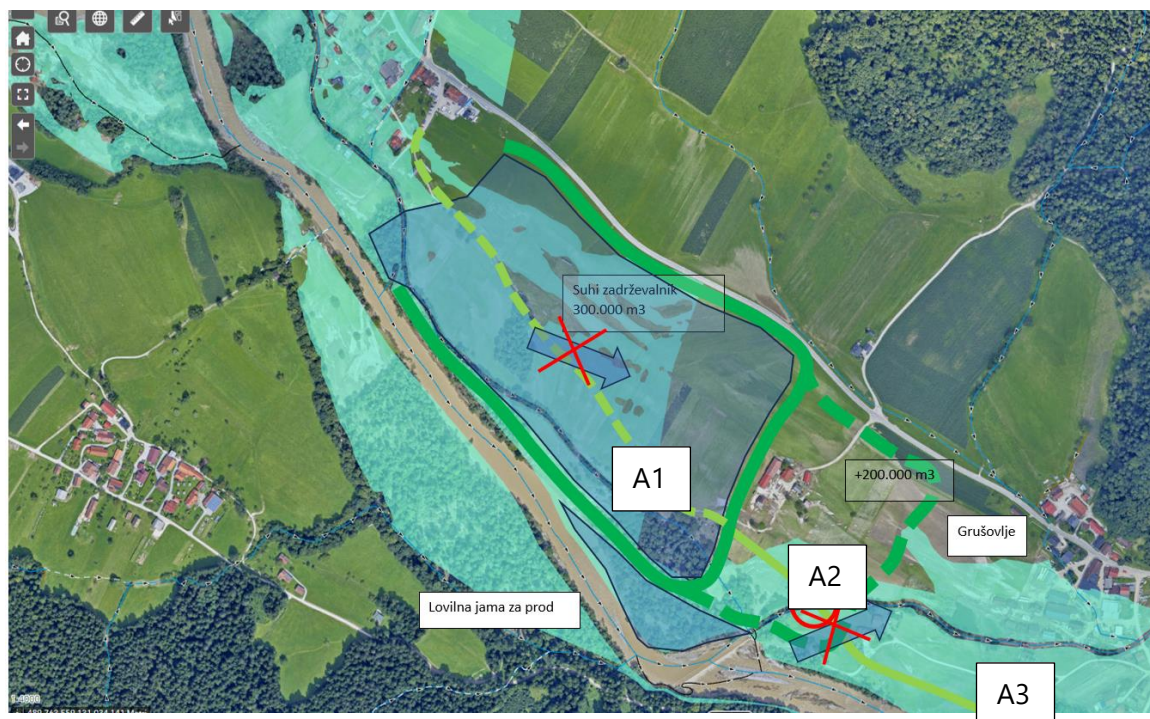 Suhi zadrževalnik
300.000 m3
A1
+200.000 m3
Grušovlje
A2
Lovilna jama za prod
A3